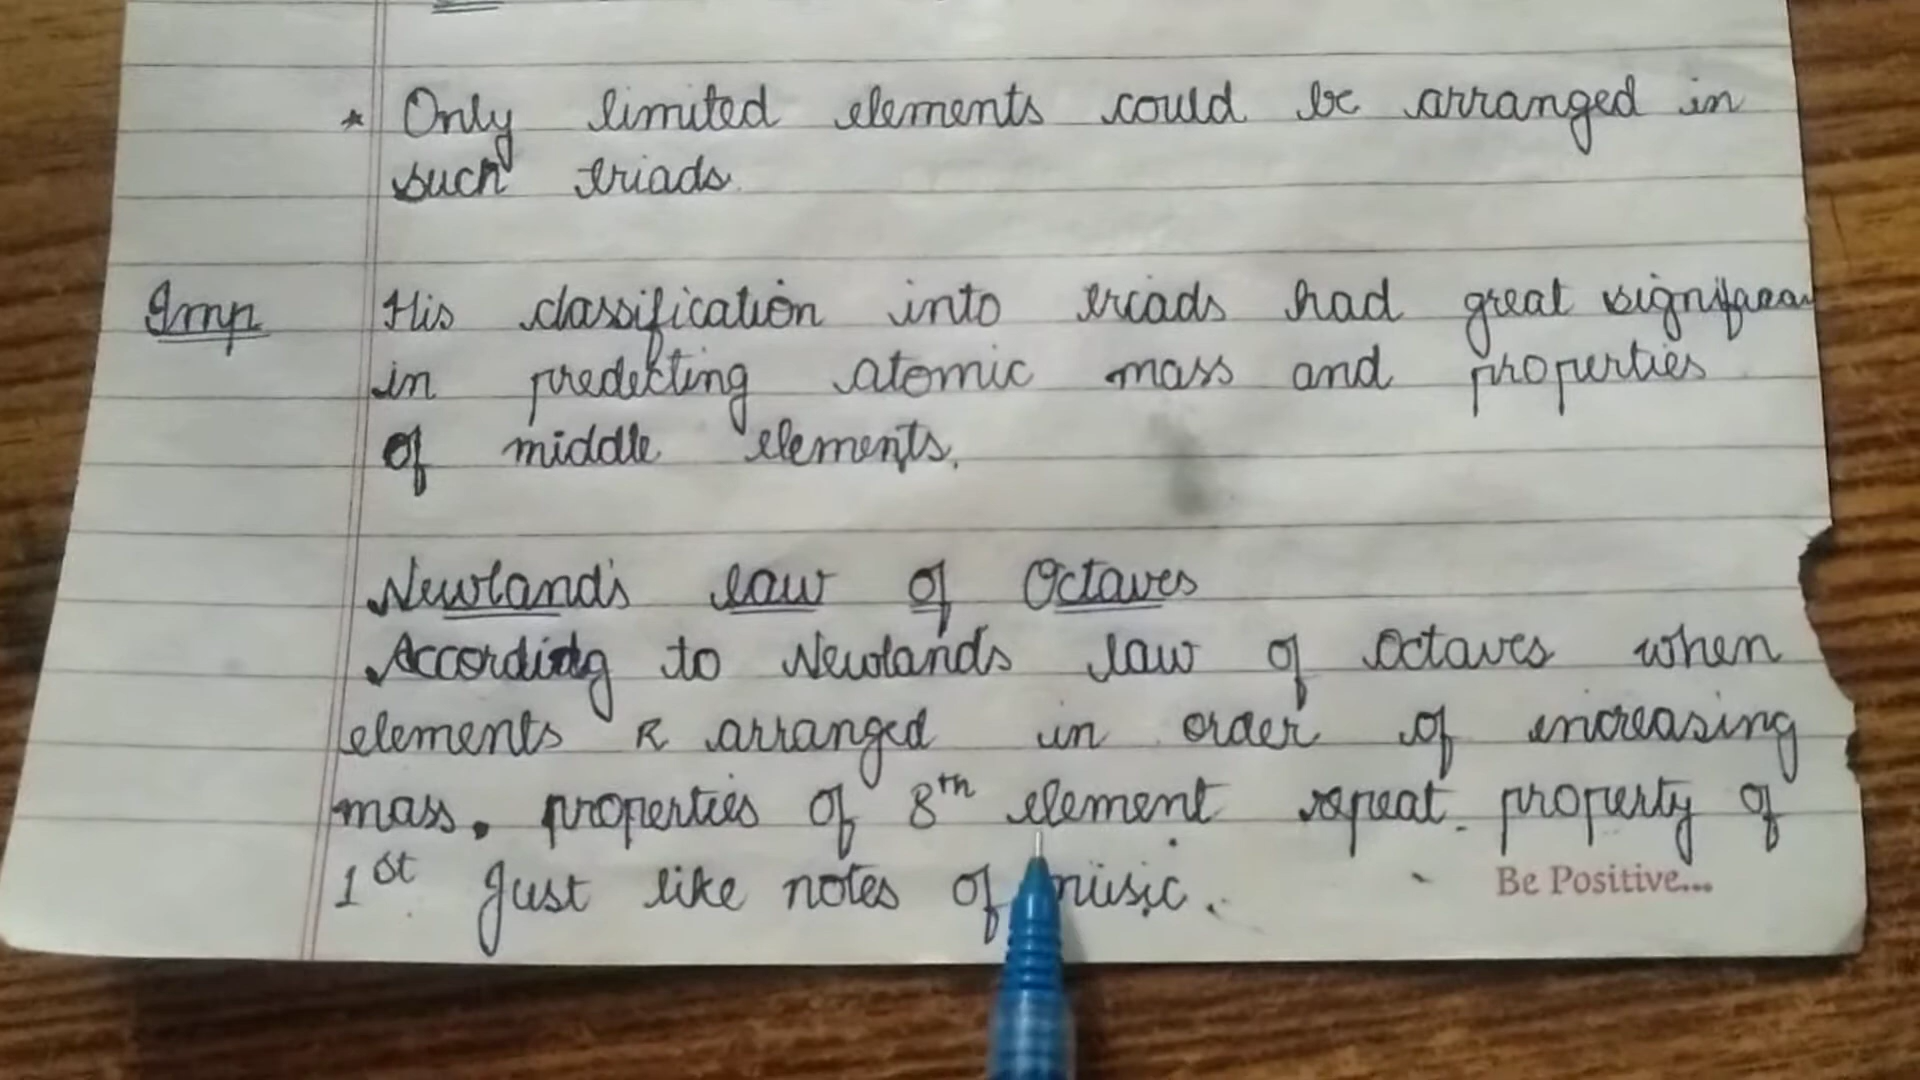 * Only limited elements could be arranged in
such triads.
Imp His classification into triads had great
in predicting atomic mass and properties
of middle elements.
Newland's law of Octaves
According to Newlands law of octaves when
elements R arranged in order of increasing
mass. properties of 8th element repeat property of
1st Just like notes of music.
Be Positive...